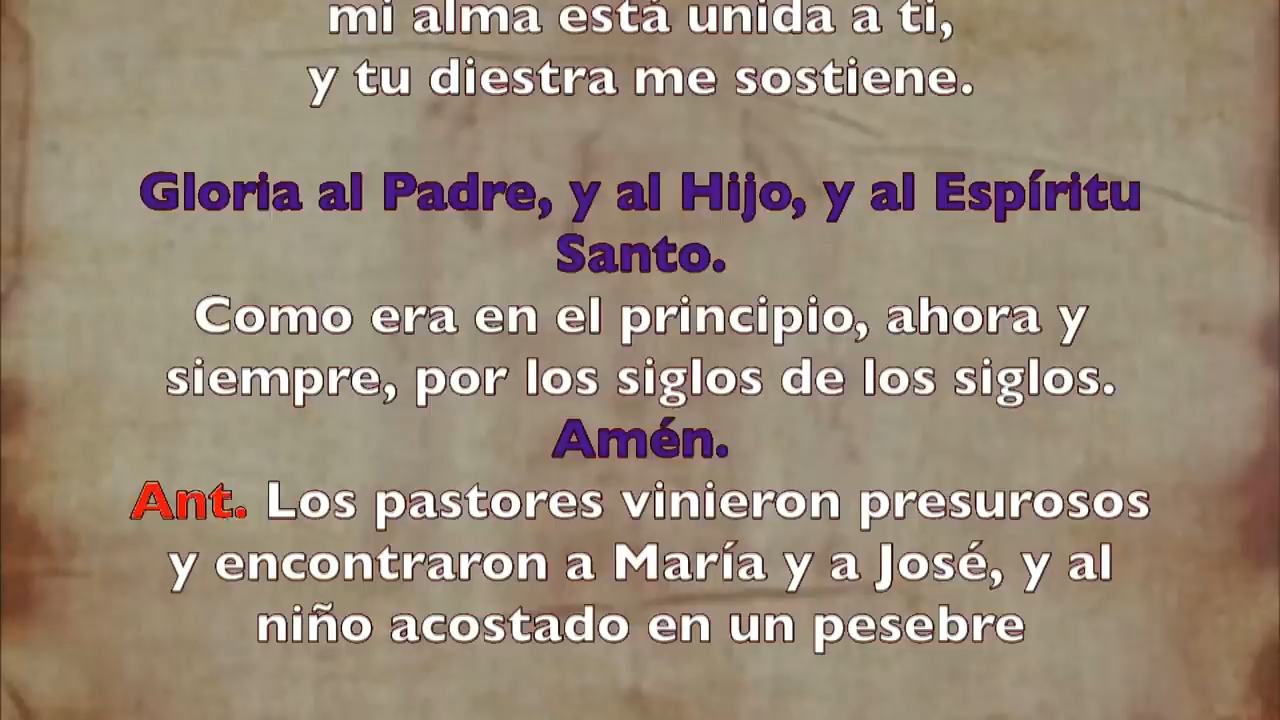 mi alma está unida a ti,
y tu diestra me sostiene.
Gloria al Padre, y al Hijo, y al Espíritu
Santo.
Como era en el principio, ahora y
siempre, por los siglos de los siglos.
Amén.
Ant. Los pastores vinieron presurosos
y encontraron a María y a José, y al
niño acostado en un pesebre